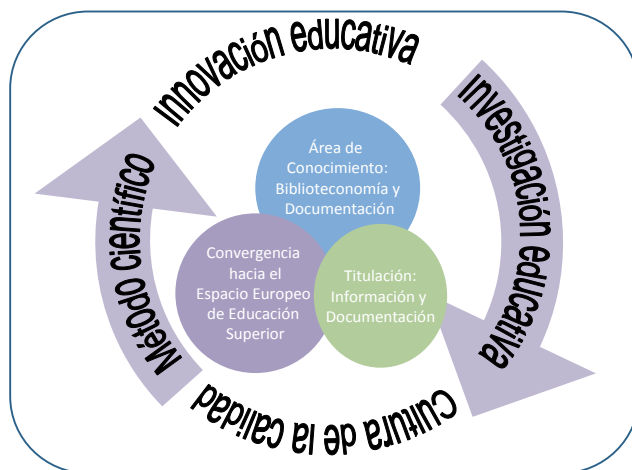 Innovación educativa
Investigación educativa
Área de
Conocimiento:
Biblioteconomía y
Documentación
Método científico
Convergencia
hacia el
Espacio Europeo
de Educación
Superior
Titulación:
Información y
Documentación
Cultura de la calidad